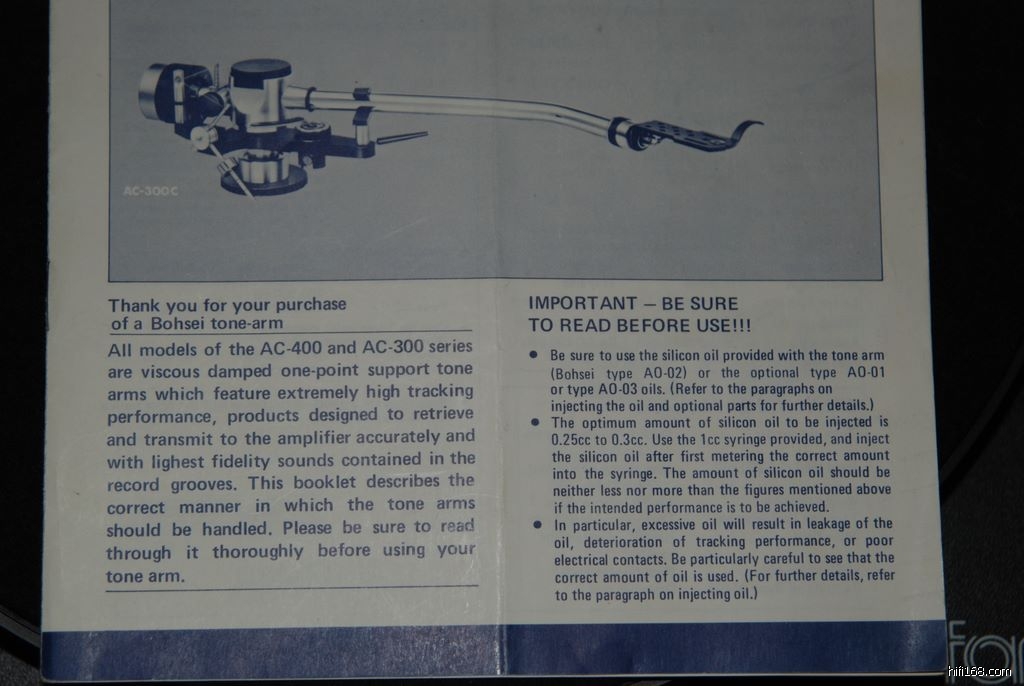 AC-300C
Thank you for your purchase
of a Bohsei tone-arm
All models of the AC-400 and AC-300 series
are viscous damped one-point support tone
arms which feature extremely high tracking
performance, products designed to retrieve
and transmit to the amplifier accurately and
with lighest fidelity sounds contained in the
record grooves. This booklet describes the
correct manner in which the tone arms
should be handled. Please be sure to read
through it thoroughly before using your
tone arm.
IMPORTANT – BE SURE
TO READ BEFORE USE!!!
● Be sure to use the silicon oil provided with the tone arm
(Bohsei type AO-02) or the optional type AO-01
or type AO-03 oils. (Refer to the paragraphs on
injecting the oil and optional parts for further details.)
● The optimum amount of silicon oil to be injected is
0.25cc to 0.3cc. Use the 1cc syringe provided, and inject
the silicon oil after first metering the correct amount
into the syringe. The amount of silicon oil should be
neither less nor more than the figures mentioned above
if the intended performance is to be achieved.
● In particular, excessive oil will result in leakage of the
oil, deterioration of tracking performance, or poor
electrical contacts. Be particularly careful to see that the
correct amount of oil is used. (For further details, refer
to the paragraph on injecting oil.)
hifi168.com